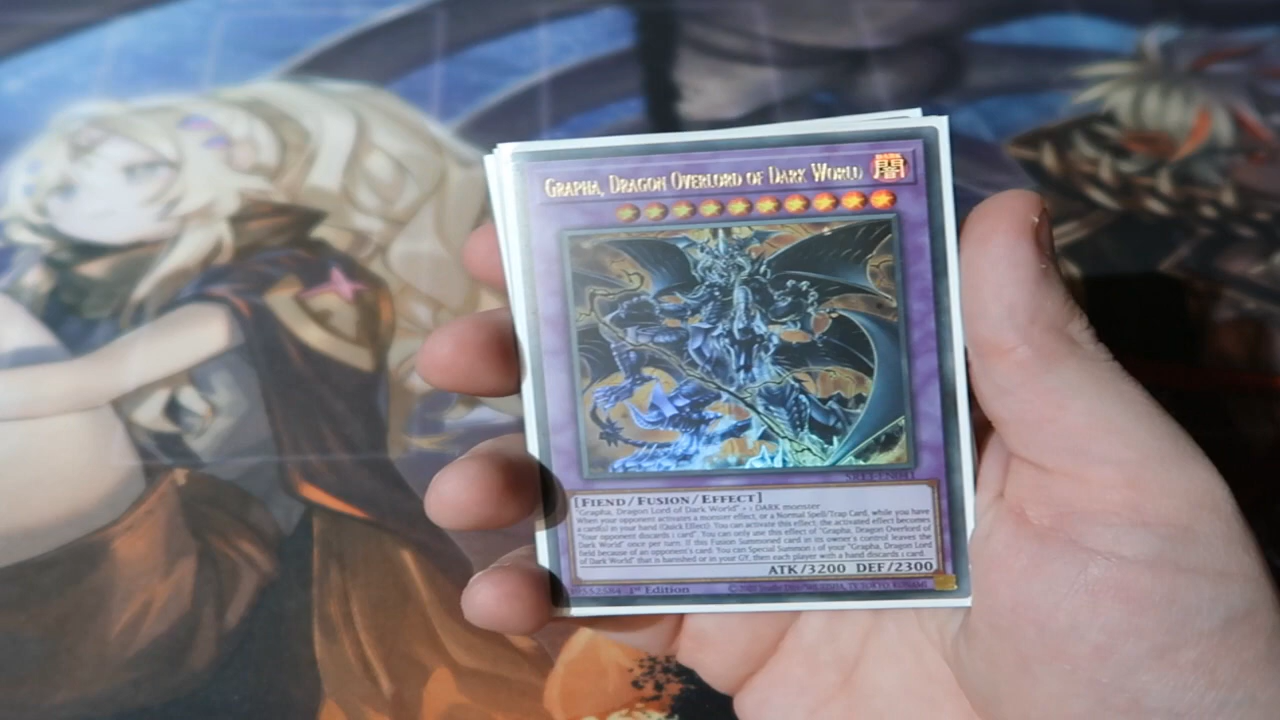 GRAPHA, DRAGON OVERLORD OF DARK WORLD
DARK
闇
SR13-EN041
[FIEND/FUSION/EFFECT]
"Grapha, Dragon Lord of Dark World" + 1 DARK monster
When your opponent activates a monster effect, or a Normal Spell/Trap Card, while you have
a card(s) in your hand (Quick Effect): You can activate this effect; the activated effect becomes
"Your opponent discards 1 card". You can only use this effect of "Grapha, Dragon Overlord of
Dark World" once per turn. If this Fusion Summoned card in its owner's control leaves the
field because of an opponent's card: You can Special Summon 1 of your "Grapha, Dragon Lord
of Dark World" that is banished or in your GY, then each player with a hand discards 1 card.
ATK/3200 DEF/2300
1st Edition